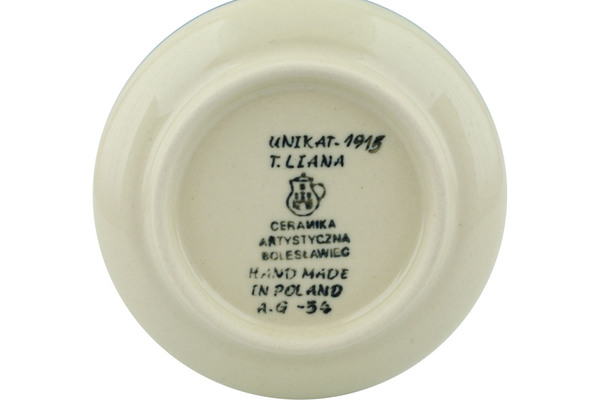 UNIKAT-1915
T.LIANA
CERAMIKA
ARTYSTYCZNA
BOLESŁAWIEC
HAND MADE
IN POLAND
A.G -34